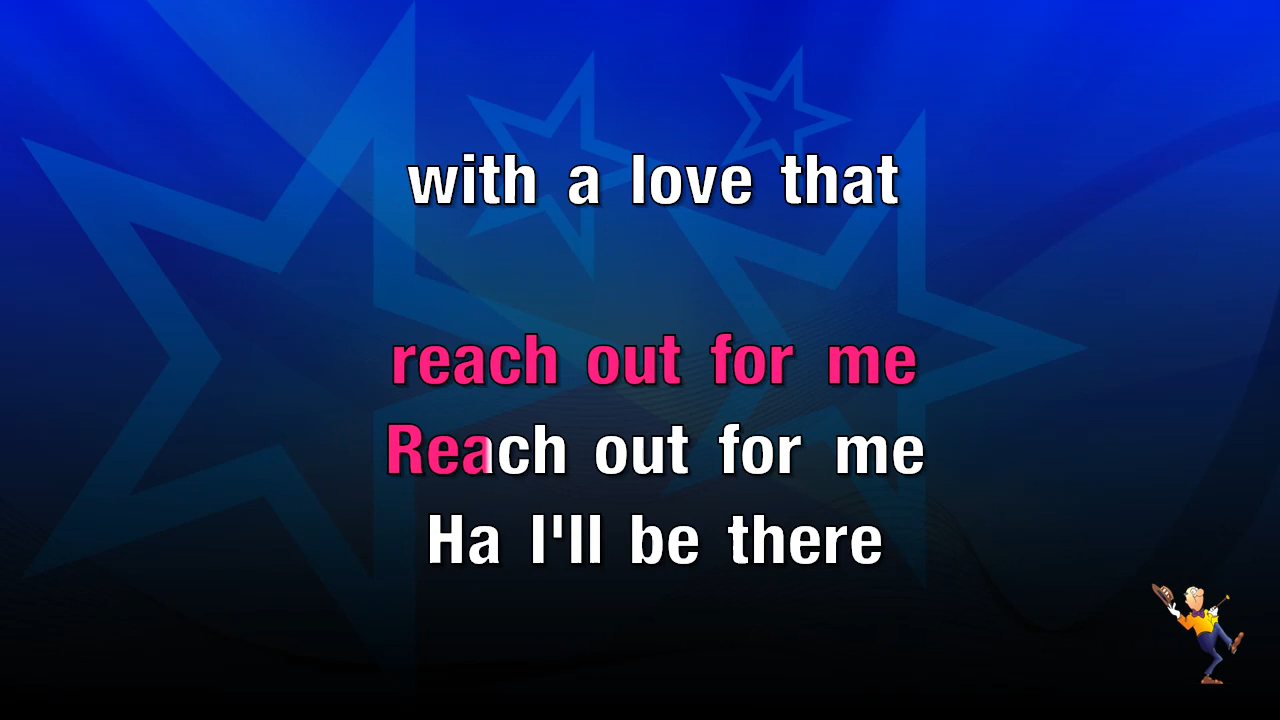 with a love that
reach out for me
Reach out for me
Ha I'll be there